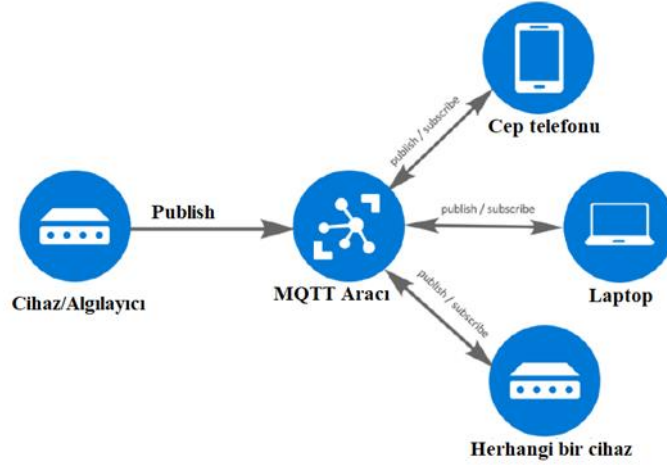 publish / subscribe
Cep telefonu
Publish
publish / subscribe
Cihaz/Algılayıcı
MQTT Aracı
Laptop
publish / subscribe
Herhangi bir cihaz